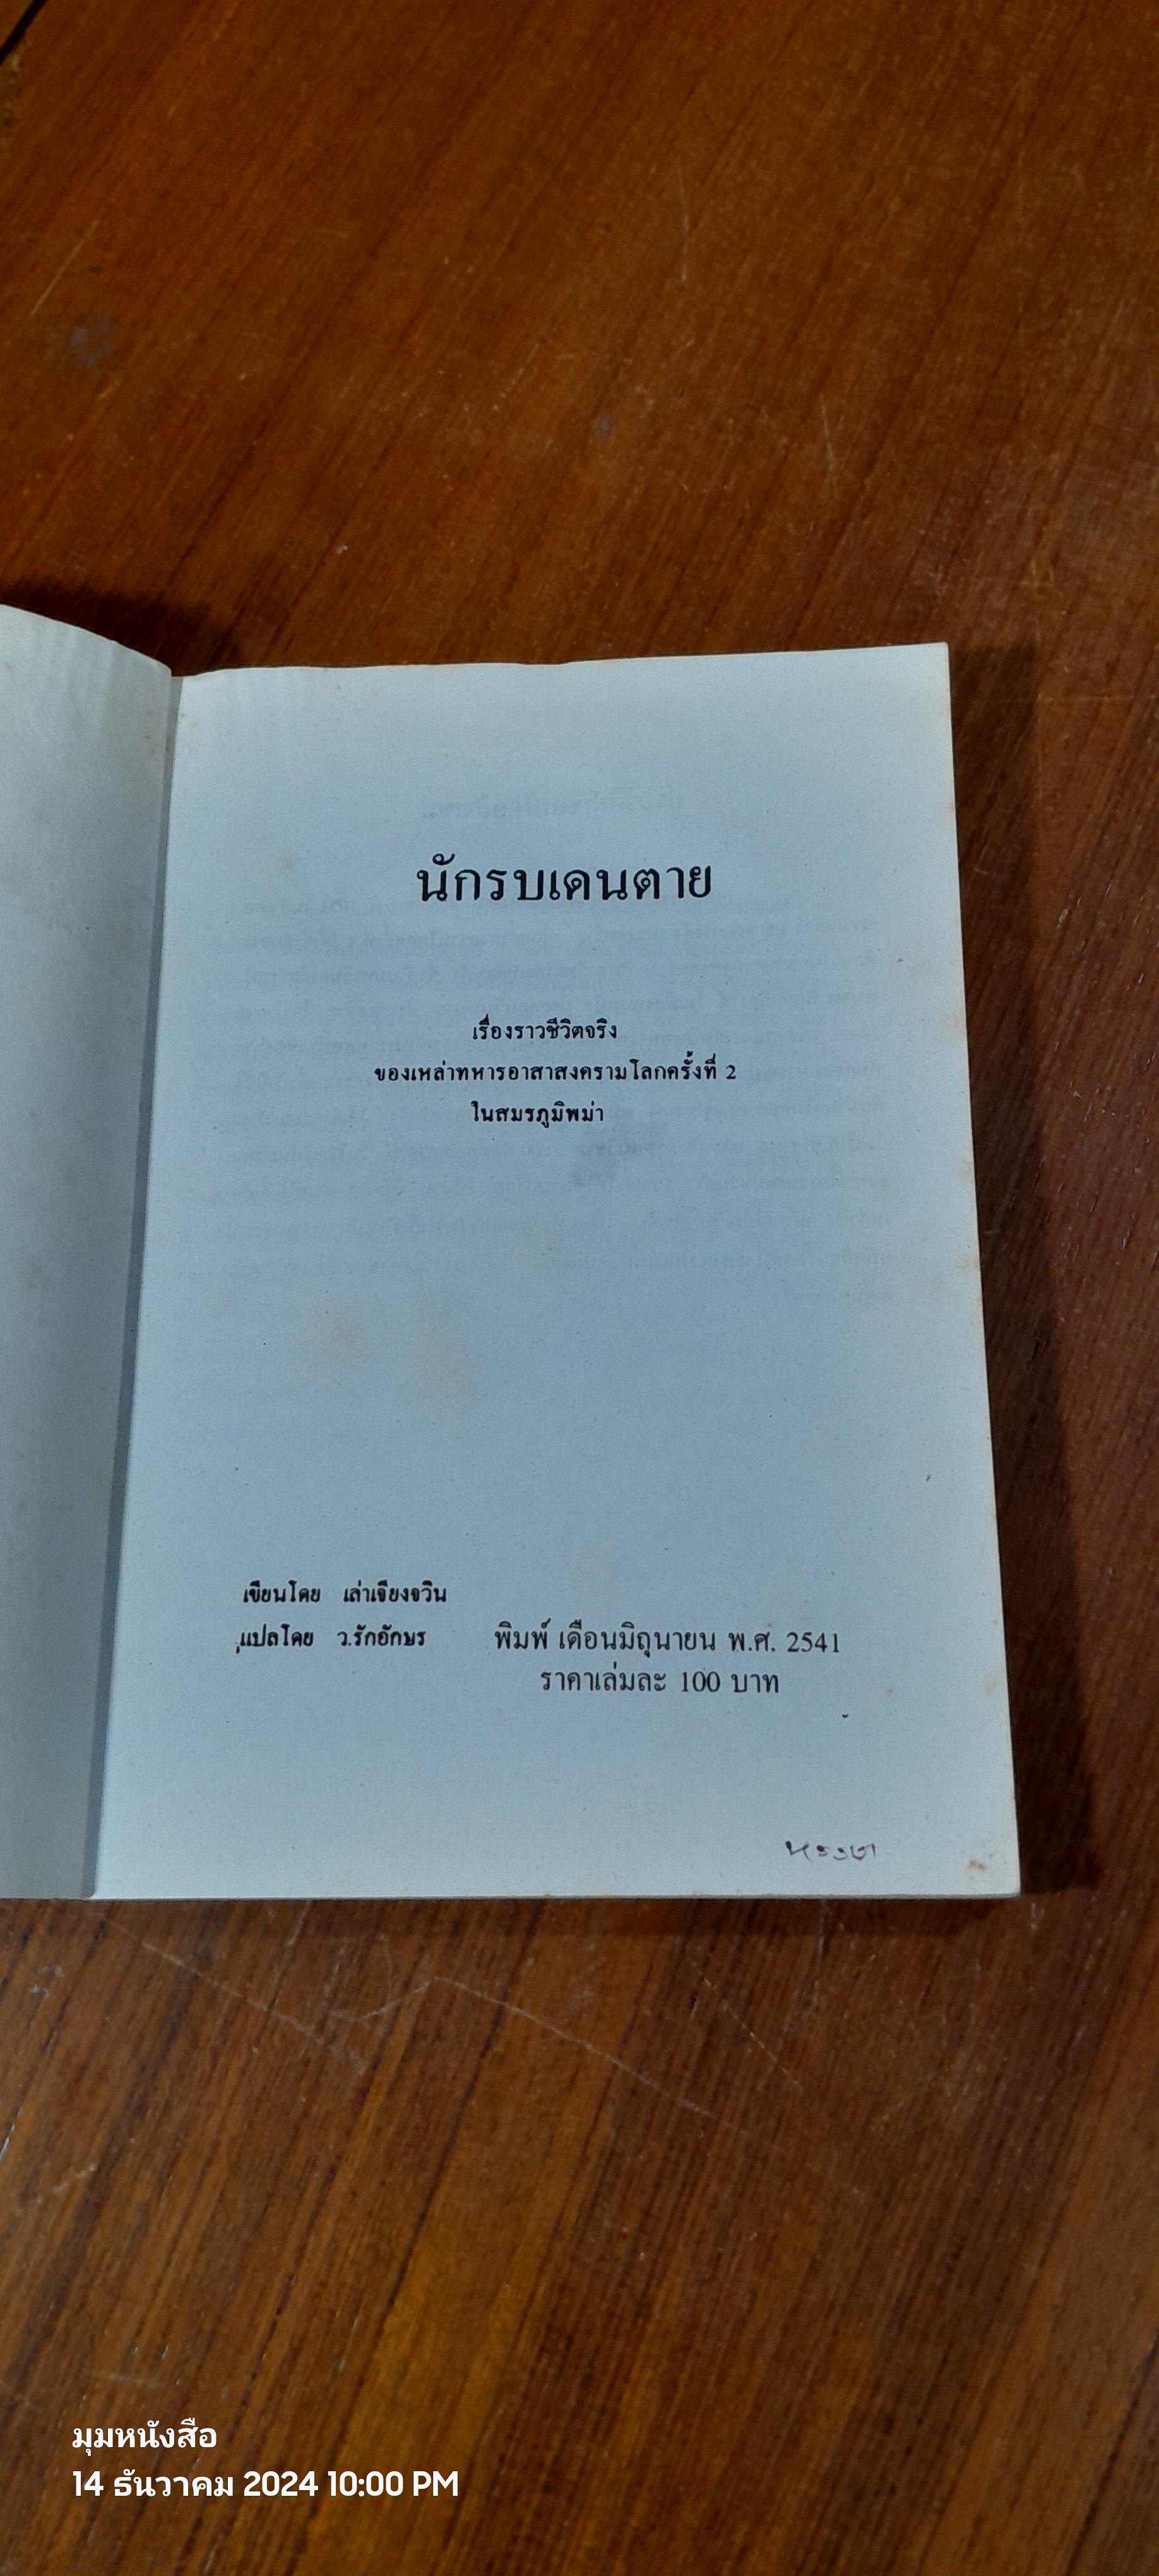 นักรบเดนตาย
เรื่องราวชีวิตจริง
ของเหล่าทหารอาสาสงครามโลกครั้งที่ 2
ในสมรภูมิพม่า
เขียนโดย เล่าเจียงจวิน
แปลโดย ว.รักอักษร
พิมพ์ เดือนมิถุนายน พ.ศ. 2541
ราคาเล่มละ 100 บาท
มุมหนังสือ
14 ธันวาคม 2024 10:00 PM